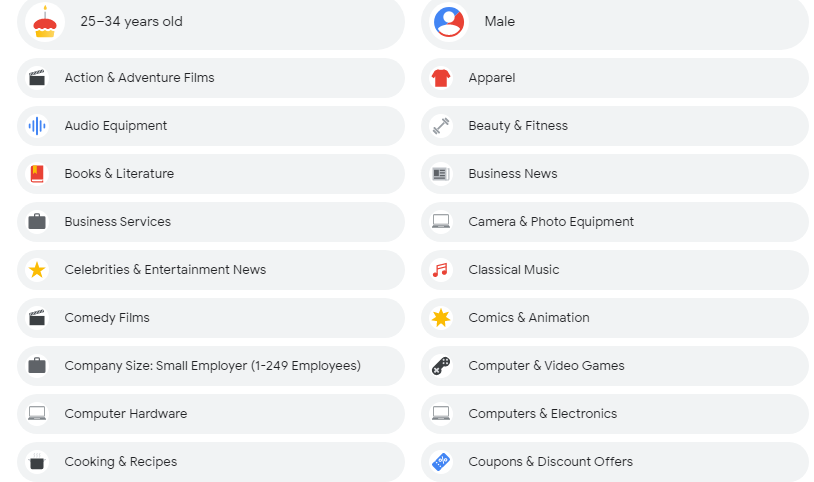 25–34 years old
Male
Action & Adventure Films
Apparel
Audio Equipment
Beauty & Fitness
Books & Literature
Business News
Business Services
Camera & Photo Equipment
Celebrities & Entertainment News
Classical Music
Comedy Films
Comics & Animation
Company Size: Small Employer (1-249 Employees)
Computer & Video Games
Computer Hardware
Computers & Electronics
Cooking & Recipes
Coupons & Discount Offers